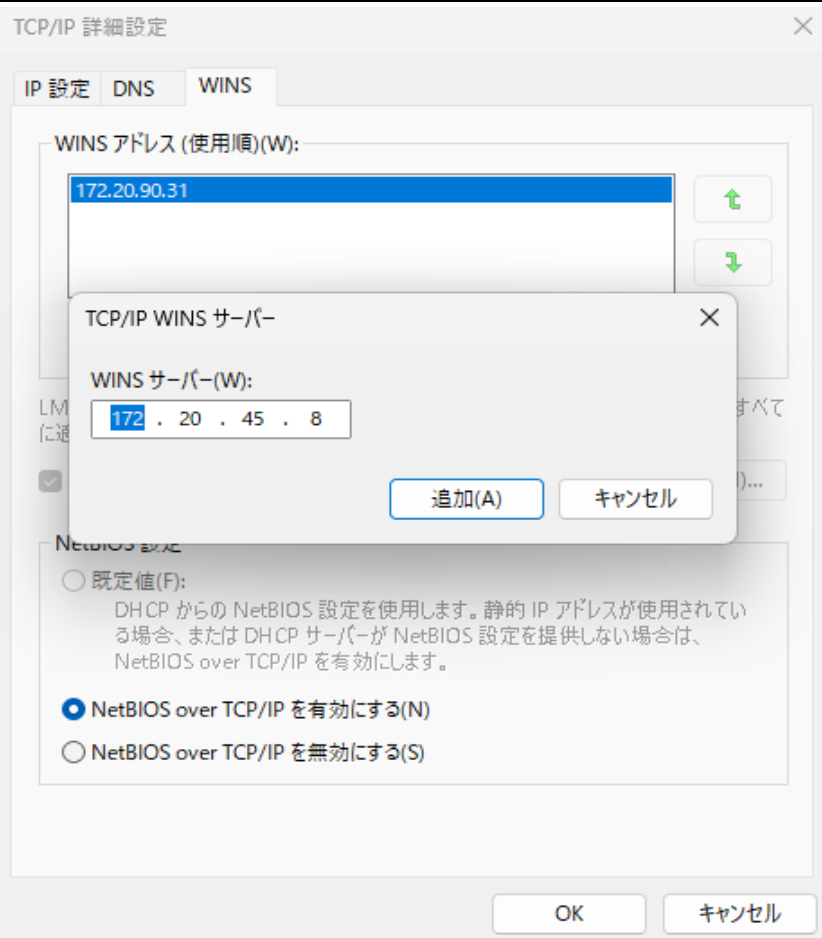 TCP/IP 詳細設定
IP 設定
DNS
WINS
WINS アドレス (使用順)(W):
172.20.90.31
TCP/IP WINS サーバー
WINS サーバー(W):
172 . 20 . 45 . 8
追加(A)
キャンセル
LM
すべて
に適
)...
NetBIOS 設定
既定値(F):
DHCP からの NetBIOS 設定を使用します。静的 IP アドレスが使用されてい
る場合、または DHCP サーバーが NetBIOS 設定を提供しない場合は、
NetBIOS over TCP/IP を有効にします。
NetBIOS over TCP/IP を有効にする(N)
NetBIOS over TCP/IP を無効にする(S)
OK
キャンセル